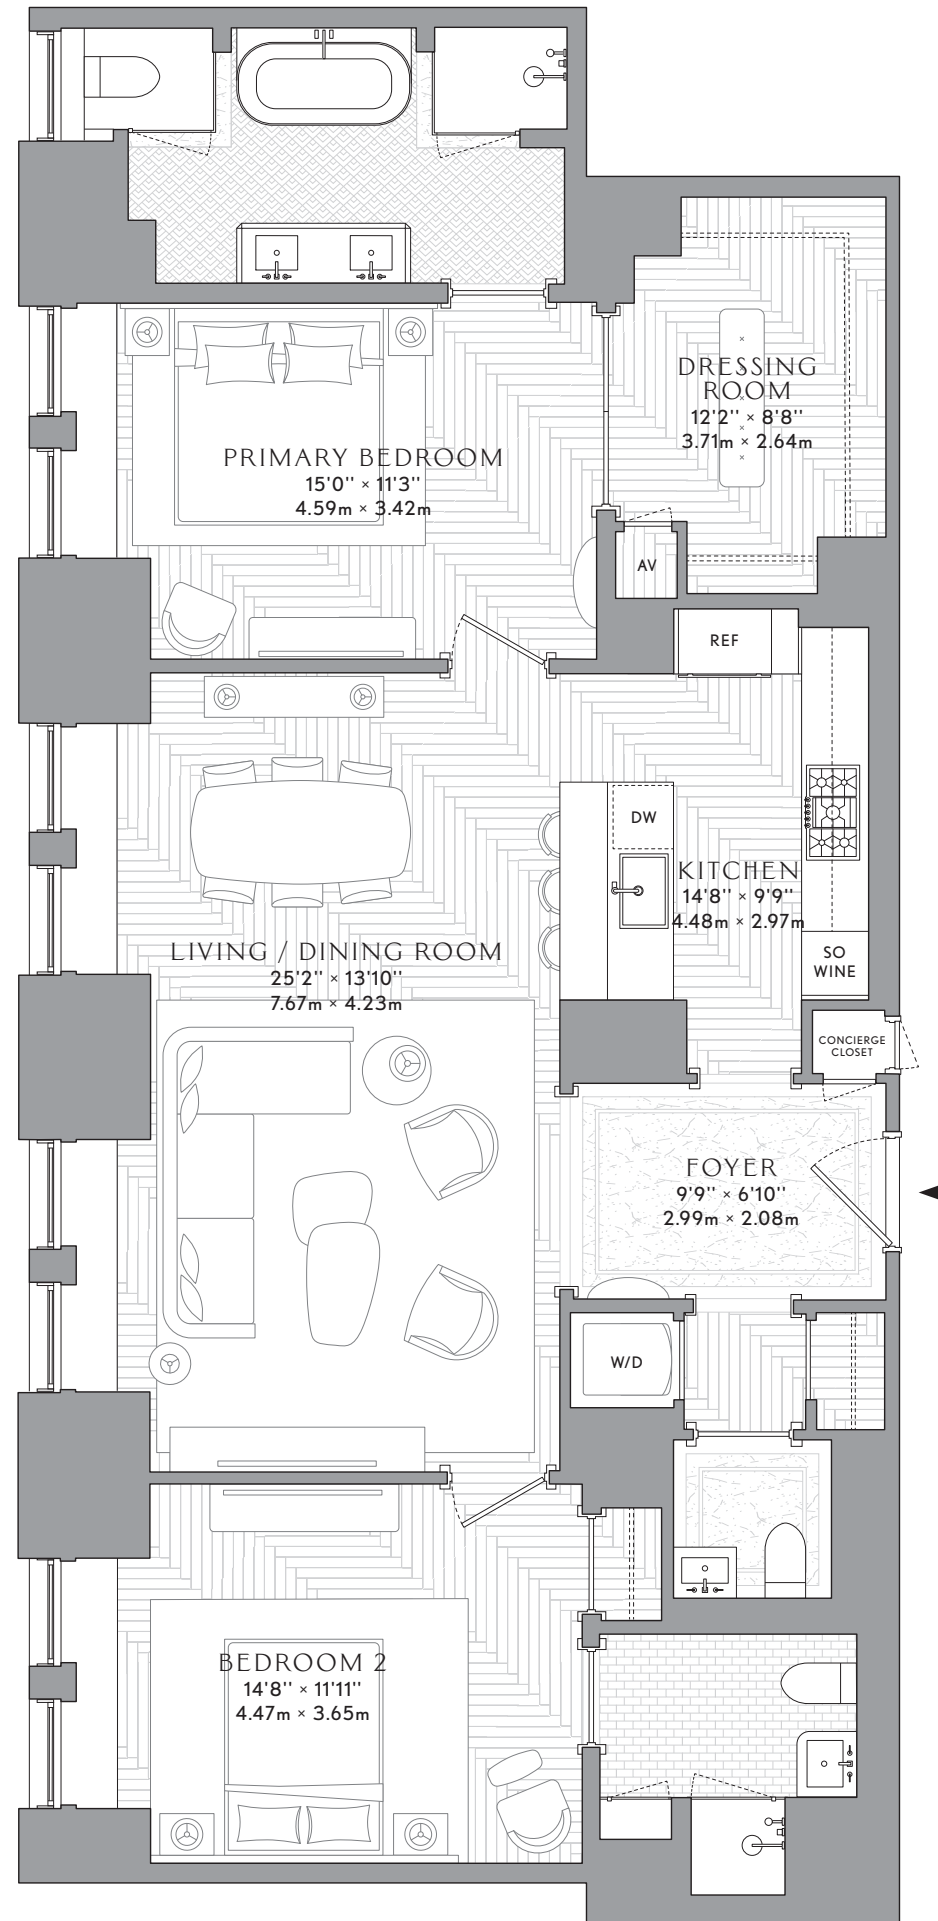 DRESSING
ROOM
12'2'' × 8'8''
3.71m × 2.64m
PRIMARY BEDROOM
15'0'' × 11'3''
4.59m × 3.42m
AV
REF
DW
KITCHEN
14'8'' × 9'9''
4.48m × 2.97m
LIVING / DINING ROOM
25'2'' × 13'10''
7.67m × 4.23m
SO
WINE
CONCIERGE
CLOSET
FOYER
9'9'' × 6'10''
2.99m × 2.08m
W/D
BEDROOM 2
14'8'' × 11'11''
4.47m × 3.65m